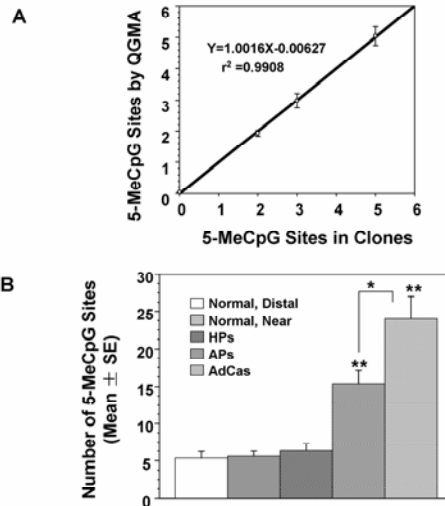 A
5-MeCpG Sites by QGMA
6
5
4
3
2
1
0
Y=1.0016X-0.00627
r² =0.9908
0 1 2 3 4 5 6
5-MeCpG Sites in Clones
B
Number of 5-MeCpG Sites
(Mean ± SE)
30
25
20
15
10
5
0
Normal, Distal
Normal, Near
HPs
APs
AdCas
*
**
**